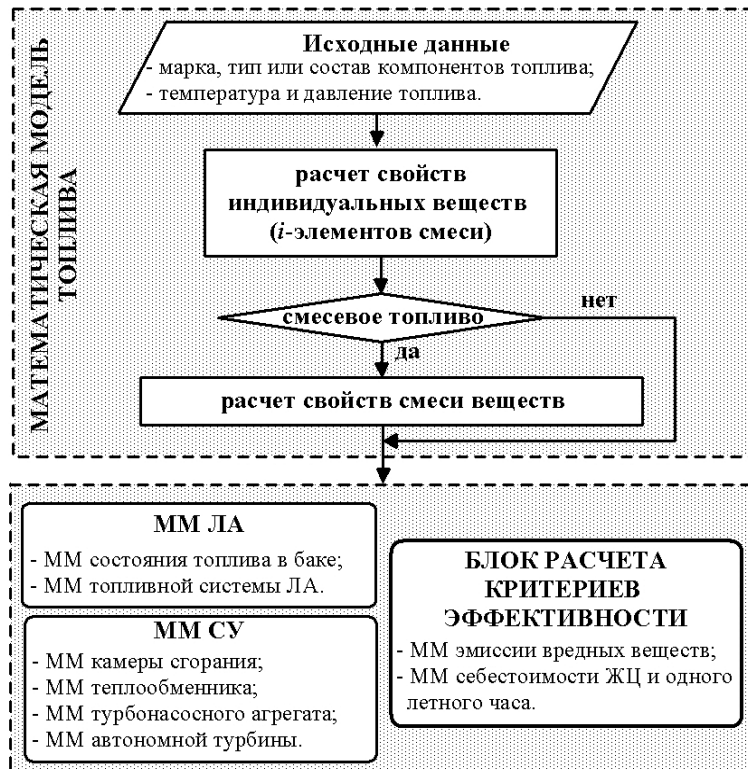 МАТЕМАТИЧЕСКАЯ МОДЕЛЬ
ТОПЛИВА
Исходные данные
- марка, тип или состав компонентов топлива;
- температура и давление топлива.
расчет свойств
индивидуальных веществ
(i-элементов смеси)
смесевое топливо
нет
да
расчет свойств смеси веществ
ММ ЛА
- ММ состояния топлива в баке;
- ММ топливной системы ЛА.
ММ СУ
- ММ камеры сгорания;
- ММ теплообменника;
- ММ турбонасосного агрегата;
- ММ автономной турбины.
БЛОК РАСЧЕТА
КРИТЕРИЕВ
ЭФФЕКТИВНОСТИ
- ММ эмиссии вредных веществ;
- ММ себестоимости ЖЦ и одного
летного часа.